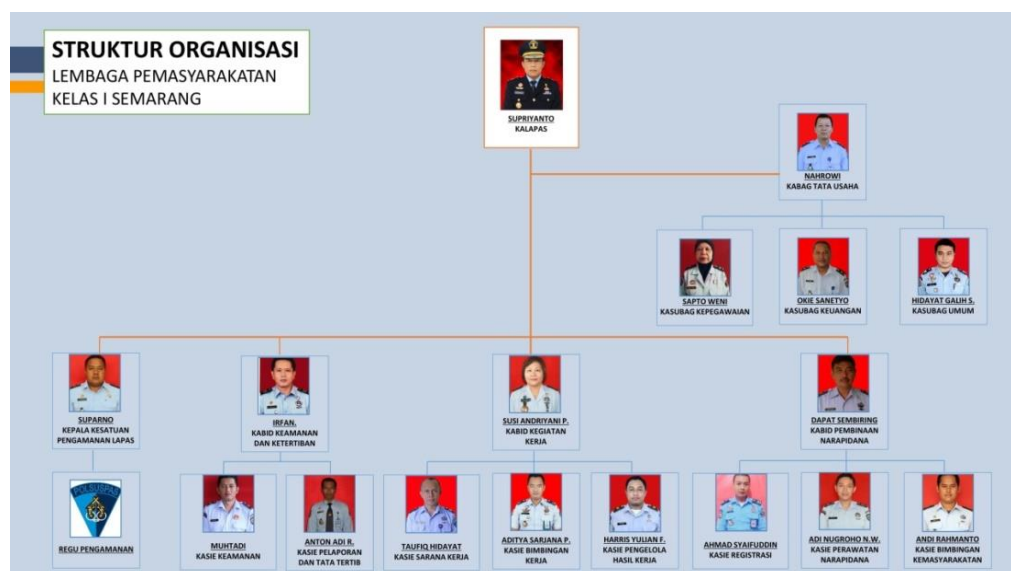 STRUKTUR ORGANISASI
LEMBAGA PEMASYARAKATAN
KELAS I SEMARANG
SUPRIYANTO
KALAPAS
NAHROWI
KABAG TATA USAHA
SAPTO WENI
KASUBAG KEPEGAWAIAN
OKIE SANETYO
KASUBAG KEUANGAN
HIDAYAT GALIH S.
KASUBAG UMUM
SUPARNO
KEPALA KESATUAN
PENGAMANAN LAPAS
IRFAN.
KABID KEAMANAN
DAN KETERTIBAN
SUSI ANDRIYANI P.
KABID KEGIATAN
KERJA
DAPAT SEMBIRING
KABID PEMBINAAN
NARAPIDANA
POLSUSPAS
REGU PENGAMANAN
MUHTADI
KASIE KEAMANAN
ANTON ADI R.
KASIE PELAPORAN
DAN TATA TERTIB
TAUFIQ HIDAYAT
KASIE SARANA KERJA
ADITYA SARJANA P.
KASIE BIMBINGAN
KERJA
HARRIS YULIAN F.
KASIE PENGELOLA
HASIL KERJA
AHMAD SYAIFUDDIN
KASIE REGISTRASI
ADI NUGROHO N.W.
KASIE PERAWATAN
NARAPIDANA
ANDI RAHMANTO
KASIE BIMBINGAN
KEMASYARAKATAN